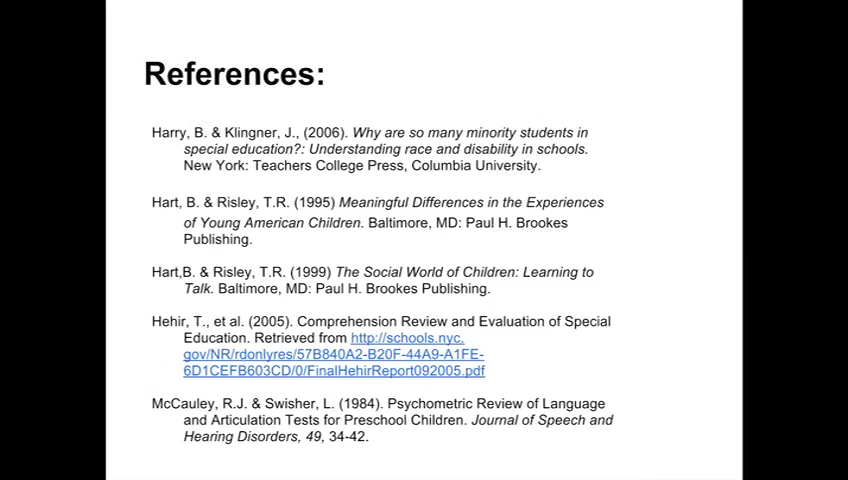 References:
Harry, B. & Klingner, J., (2006). Why are so many minority students in
special education?: Understanding race and disability in schools.
New York: Teachers College Press, Columbia University.
Hart, B. & Risley, T.R. (1995) Meaningful Differences in the Experiences
of Young American Children. Baltimore, MD: Paul H. Brookes
Publishing.
Hart,B. & Risley, T.R. (1999) The Social World of Children: Learning to
Talk. Baltimore, MD: Paul H. Brookes Publishing.
Hehir, T., et al. (2005). Comprehension Review and Evaluation of Special
Education. Retrieved from http://schools.nyc.
gov/NR/rdonlyres/57B840A2-B20F-44A9-A1FE-
6D1CEFB603CD/0/FinalHehirReport092005.pdf
McCauley, R.J. & Swisher, L. (1984). Psychometric Review of Language
and Articulation Tests for Preschool Children. Journal of Speech and
Hearing Disorders, 49, 34-42.